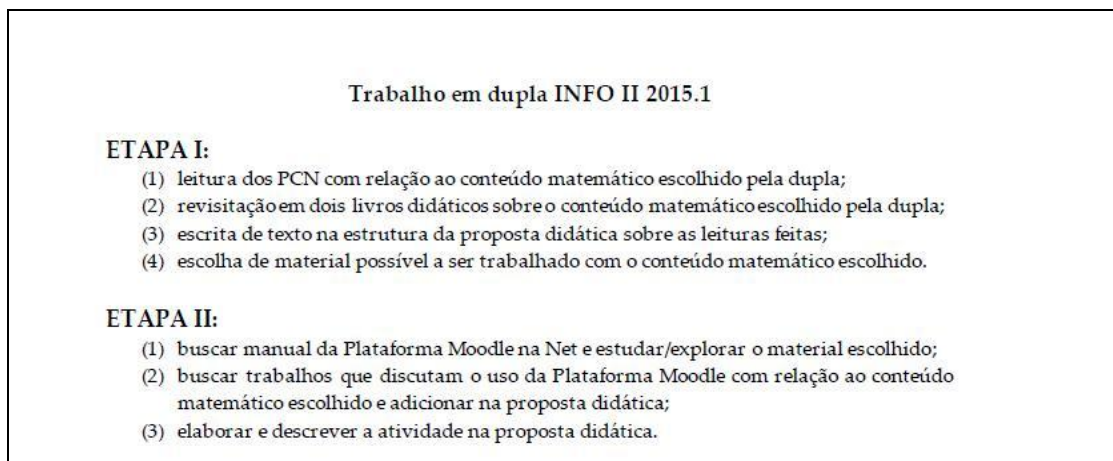 Trabalho em dupla INFO II 2015.1
ETAPA I:
(1) leitura dos PCN com relação ao conteúdo matemático escolhido pela dupla;
(2) revisitação em dois livros didáticos sobre o conteúdo matemático escolhido pela dupla;
(3) escrita de texto na estrutura da proposta didática sobre as leituras feitas;
(4) escolha de material possível a ser trabalhado com o conteúdo matemático escolhido.
ETAPA II:
(1) buscar manual da Plataforma Moodle na Net e estudar/explorar o material escolhido;
(2) buscar trabalhos que discutam o uso da Plataforma Moodle com relação ao conteúdo
matemático escolhido e adicionar na proposta didática;
(3) elaborar e descrever a atividade na proposta didática.